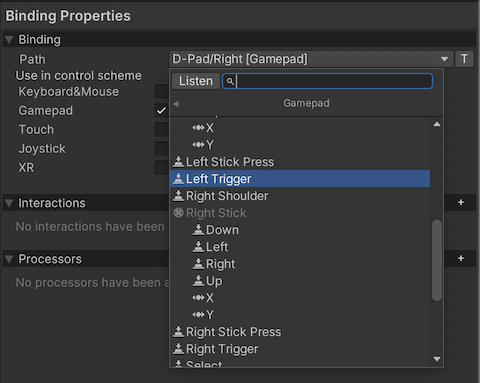 Binding Properties
Binding
Path
D-Pad/Right [Gamepad]
T
Use in control scheme
Listen
Keyboard&Mouse
Gamepad
Gamepad
Touch
Joystick
XR
X
Y
Left Stick Press
Left Trigger
Right Shoulder
Right Stick
Down
Left
Right
Up
X
Y
Right Stick Press
Right Trigger
Select
Interactions
+
No interactions have been
Processors
+
No processors have been a